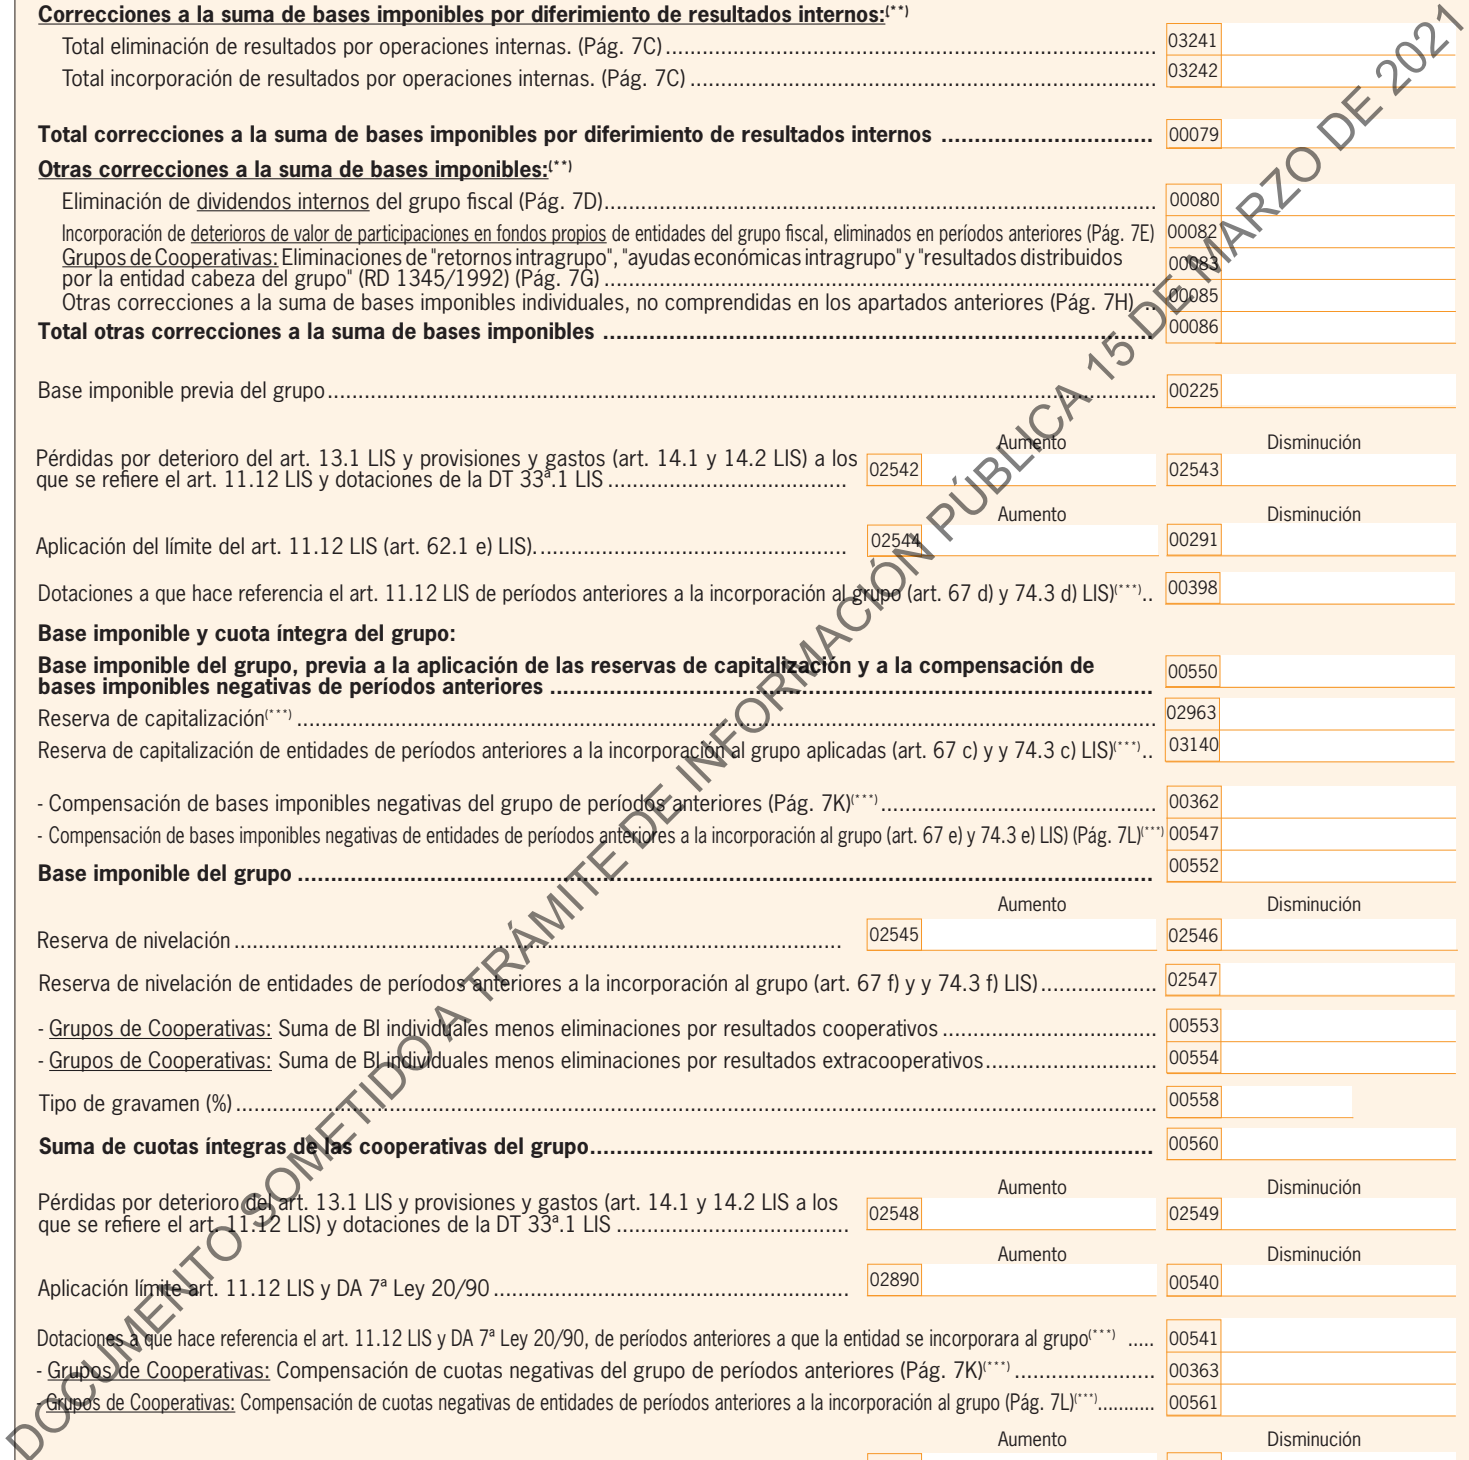 Correcciones a la suma de bases imponibles por diferimiento de resultados internos:(**)
Total eliminación de resultados por operaciones internas. (Pág. 7C) 03241
Total incorporación de resultados por operaciones internas. (Pág. 7C) 03242
Total correcciones a la suma de bases imponibles por diferimiento de resultados internos 00079
Otras correcciones a la suma de bases imponibles:(**)
Eliminación de dividendos internos del grupo fiscal (Pág. 7D) 00080
Incorporación de deterioros de valor de participaciones en fondos propios de entidades del grupo fiscal, eliminados en períodos anteriores (Pág. 7E) 00082
Grupos de Cooperativas: Eliminaciones de "retornos intragrupo", "ayudas económicas intragrupo" y "resultados distribuidos
por la entidad cabeza del grupo" (RD 1345/1992) (Pág. 7G) 00083
Otras correcciones a la suma de bases imponibles individuales, no comprendidas en los apartados anteriores (Pág. 7H) .. 00085
Total otras correcciones a la suma de bases imponibles 00086
Base imponible previa del grupo 00225
Aumento Disminución
Pérdidas por deterioro del art. 13.1 LIS y provisiones y gastos (art. 14.1 y 14.2 LIS) a los
que se refiere el art. 11.12 LIS y dotaciones de la DT 33ª.1 LIS 02542 02543
Aumento Disminución
Aplicación del límite del art. 11.12 LIS (art. 62.1 e) LIS). 02544 00291
Dotaciones a que hace referencia el art. 11.12 LIS de períodos anteriores a la incorporación al grupo (art. 67 d) y 74.3 d) LIS)(***).. 00398
Base imponible y cuota íntegra del grupo:
Base imponible del grupo, previa a la aplicación de las reservas de capitalización y a la compensación de
bases imponibles negativas de períodos anteriores 00550
Reserva de capitalización(***) 02963
Reserva de capitalización de entidades de períodos anteriores a la incorporación al grupo aplicadas (art. 67 c) y y 74.3 c) LIS)(***).. 03140
- Compensación de bases imponibles negativas del grupo de períodos anteriores (Pág. 7K)(***) 00362
- Compensación de bases imponibles negativas de entidades de períodos anteriores a la incorporación al grupo (art. 67 e) y 74.3 e) LIS) (Pág. 7L)(***) 00547
Base imponible del grupo 00552
Aumento Disminución
Reserva de nivelación 02545 02546
Reserva de nivelación de entidades de períodos anteriores a la incorporación al grupo (art. 67 f) y y 74.3 f) LIS) 02547
- Grupos de Cooperativas: Suma de BI individuales menos eliminaciones por resultados cooperativos 00553
- Grupos de Cooperativas: Suma de BI individuales menos eliminaciones por resultados extracooperativos 00554
Tipo de gravamen (%) 00558
Suma de cuotas íntegras de las cooperativas del grupo 00560
Aumento Disminución
Pérdidas por deterioro del art. 13.1 LIS y provisiones y gastos (art. 14.1 y 14.2 LIS a los
que se refiere el art. 11.12 LIS) y dotaciones de la DT 33ª.1 LIS 02548 02549
Aumento Disminución
Aplicación límite art. 11.12 LIS y DA 7ª Ley 20/90 02890 00540
Dotaciones a que hace referencia el art. 11.12 LIS y DA 7ª Ley 20/90, de períodos anteriores a que la entidad se incorporara al grupo(***) ..... 00541
- Grupos de Cooperativas: Compensación de cuotas negativas del grupo de períodos anteriores (Pág. 7K)(***) 00363
- Grupos de Cooperativas: Compensación de cuotas negativas de entidades de períodos anteriores a la incorporación al grupo (Pág. 7L)(***) 00561
Aumento Disminución
DOCUMENTO SOMETIDO A TRÁMITE DE INFORMACIÓN PÚBLICA 15 DE MARZO DE 2021